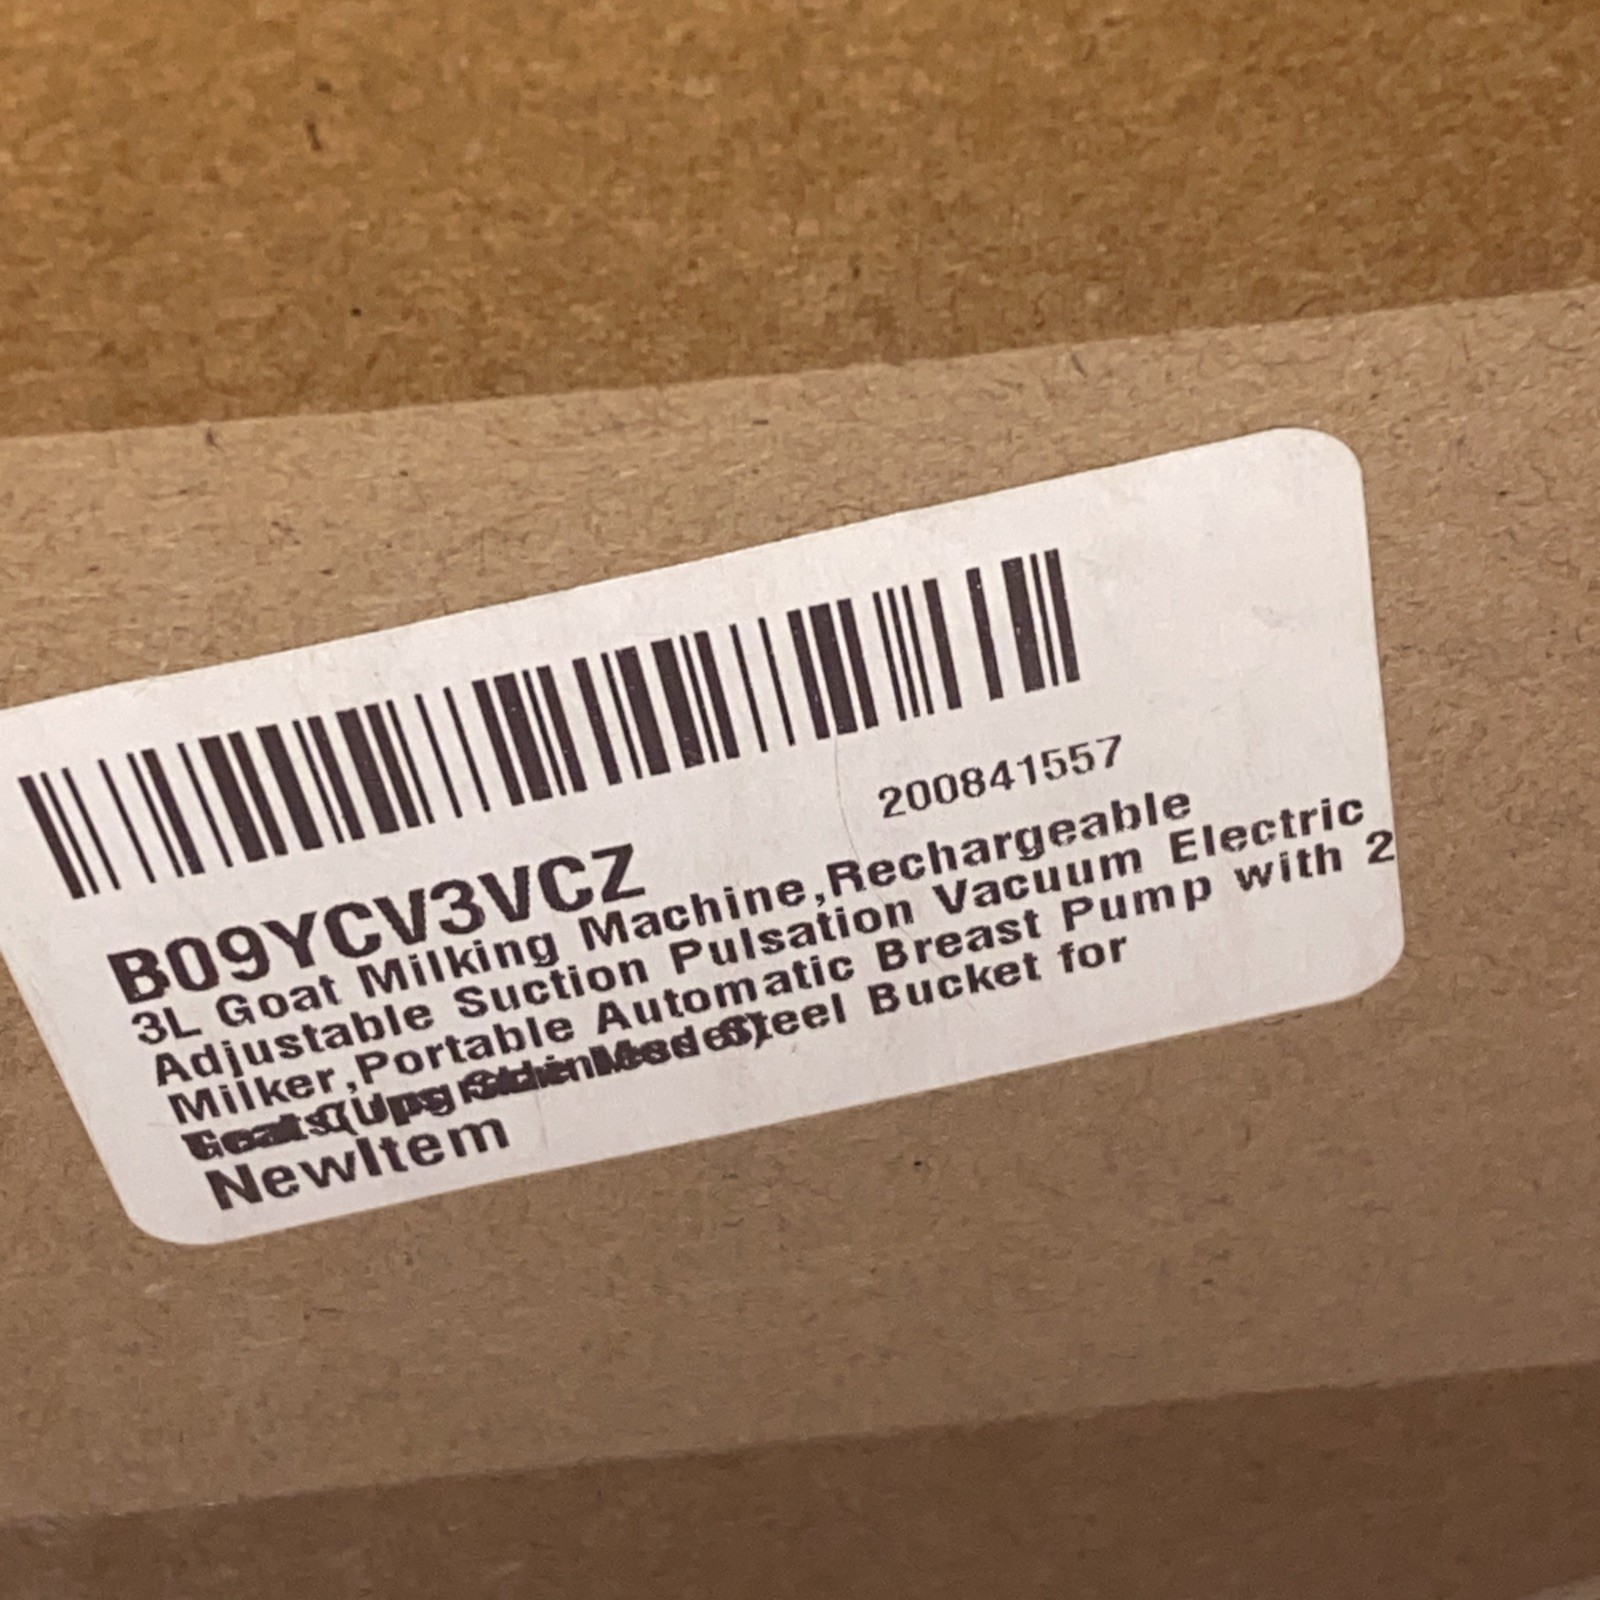 200841557
B09YCV3VCZ
3L Goat Milking Machine,Rechargeable
Adjustable Suction Pulsation Vacuum Electric
Milker,Portable Automatic Breast Pump with 2
Steel Bucket for
NewItem